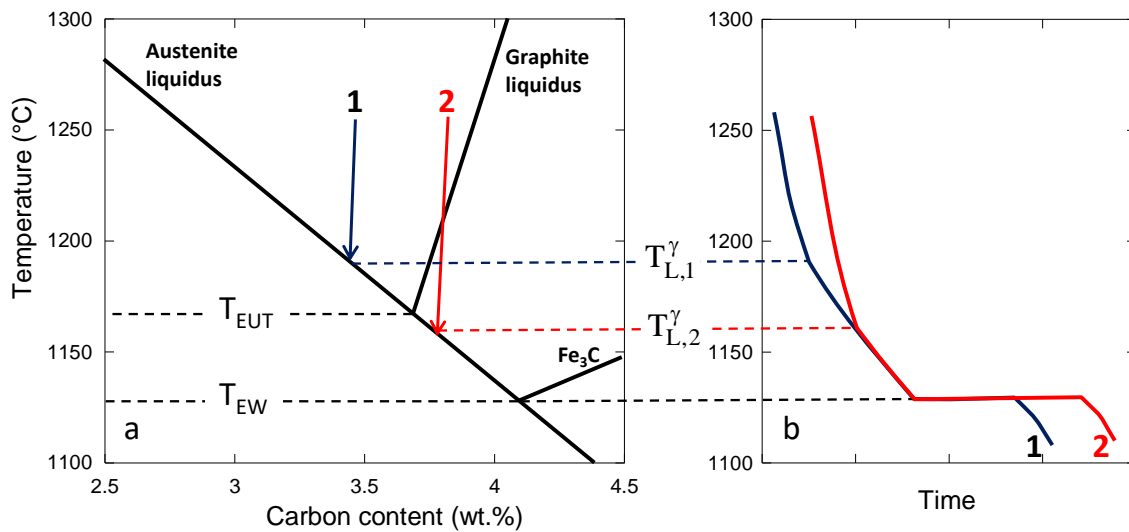 1300
1250
1200
1150
1100
Temperature (°C)
Austenite
liquidus
Graphite
liquidus
1
2
T_EUT
T_EW
Fe₃C
a
2.5
3
3.5
4
4.5
Carbon content (wt.%)
T^γ_L,1
T^γ_L,2
1300
1250
1200
1150
1100
b
1
2
Time